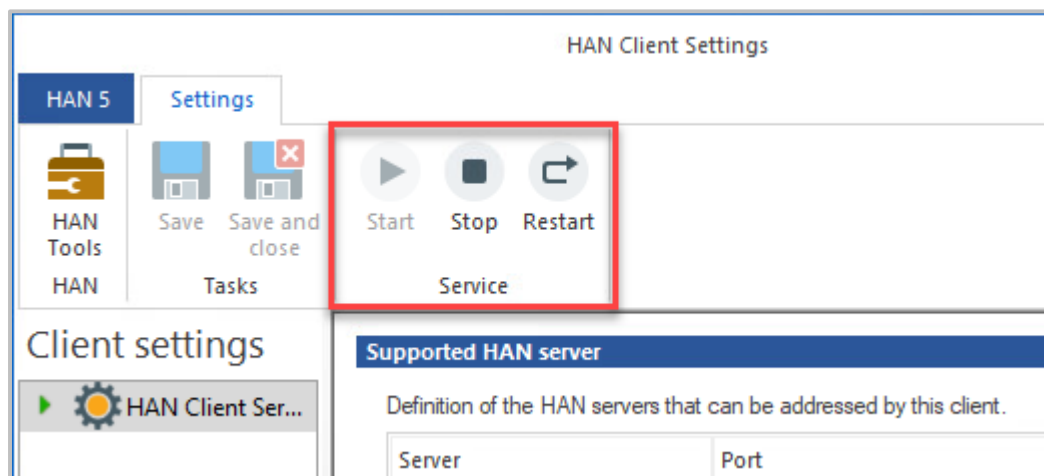 HAN Client Settings
HAN 5
Settings
HAN
Tools
Save
Save and
close
Start
Stop
Restart
HAN
Tasks
Service
Client settings
Supported HAN server
HAN Client Ser...
Definition of the HAN servers that can be addressed by this client.
Server
Port